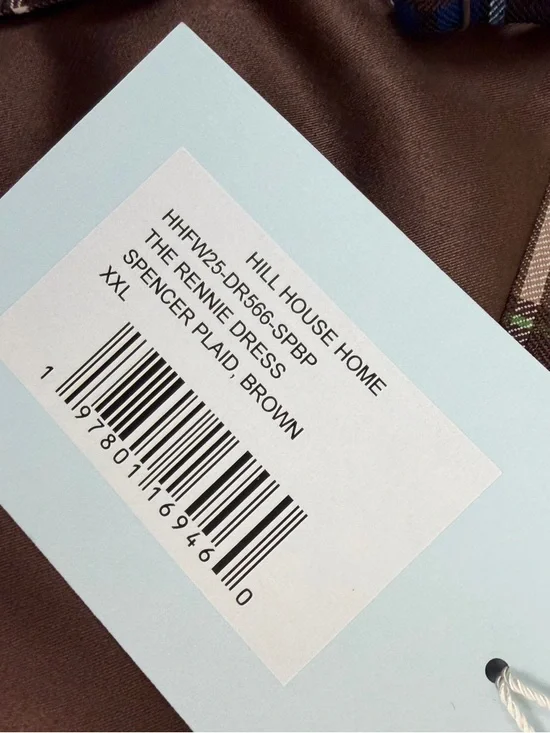 HILL HOUSE HOME
HHFW25-DR566-SPBP
THE RENNIE DRESS
SPENCER PLAID, BROWN
XXL
1 97801 16946 0